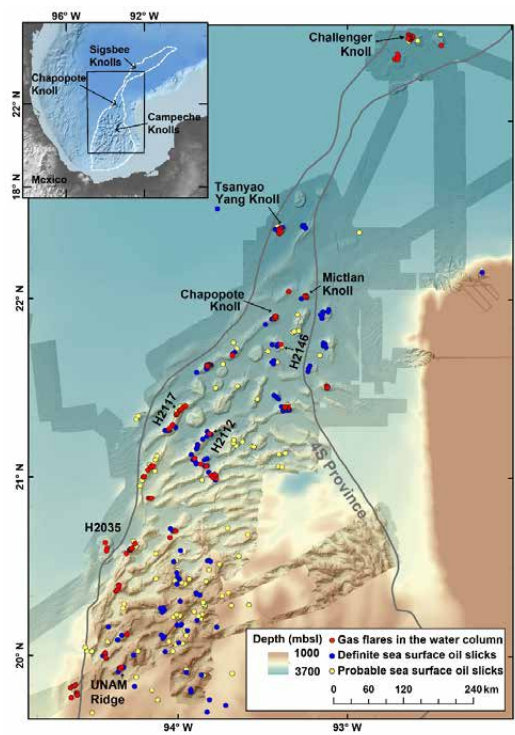 96° W
92° W
Sigsbee
Knolls
Chapopote
Knoll
Campeche
Knolls
Mexico
22° N
18° N
Challenger
Knoll
Tsanyao
Yang Knoll
Mictlan
Knoll
Chapopote
Knoll
H2146
H2117
H2112
4S Province
H2035
UNAM
Ridge
22° N
21° N
20° N
94° W
93° W
Depth (mbsl)
1000
3700
Gas flares in the water column
Definite sea surface oil slicks
Probable sea surface oil slicks
0 60 120 240 km